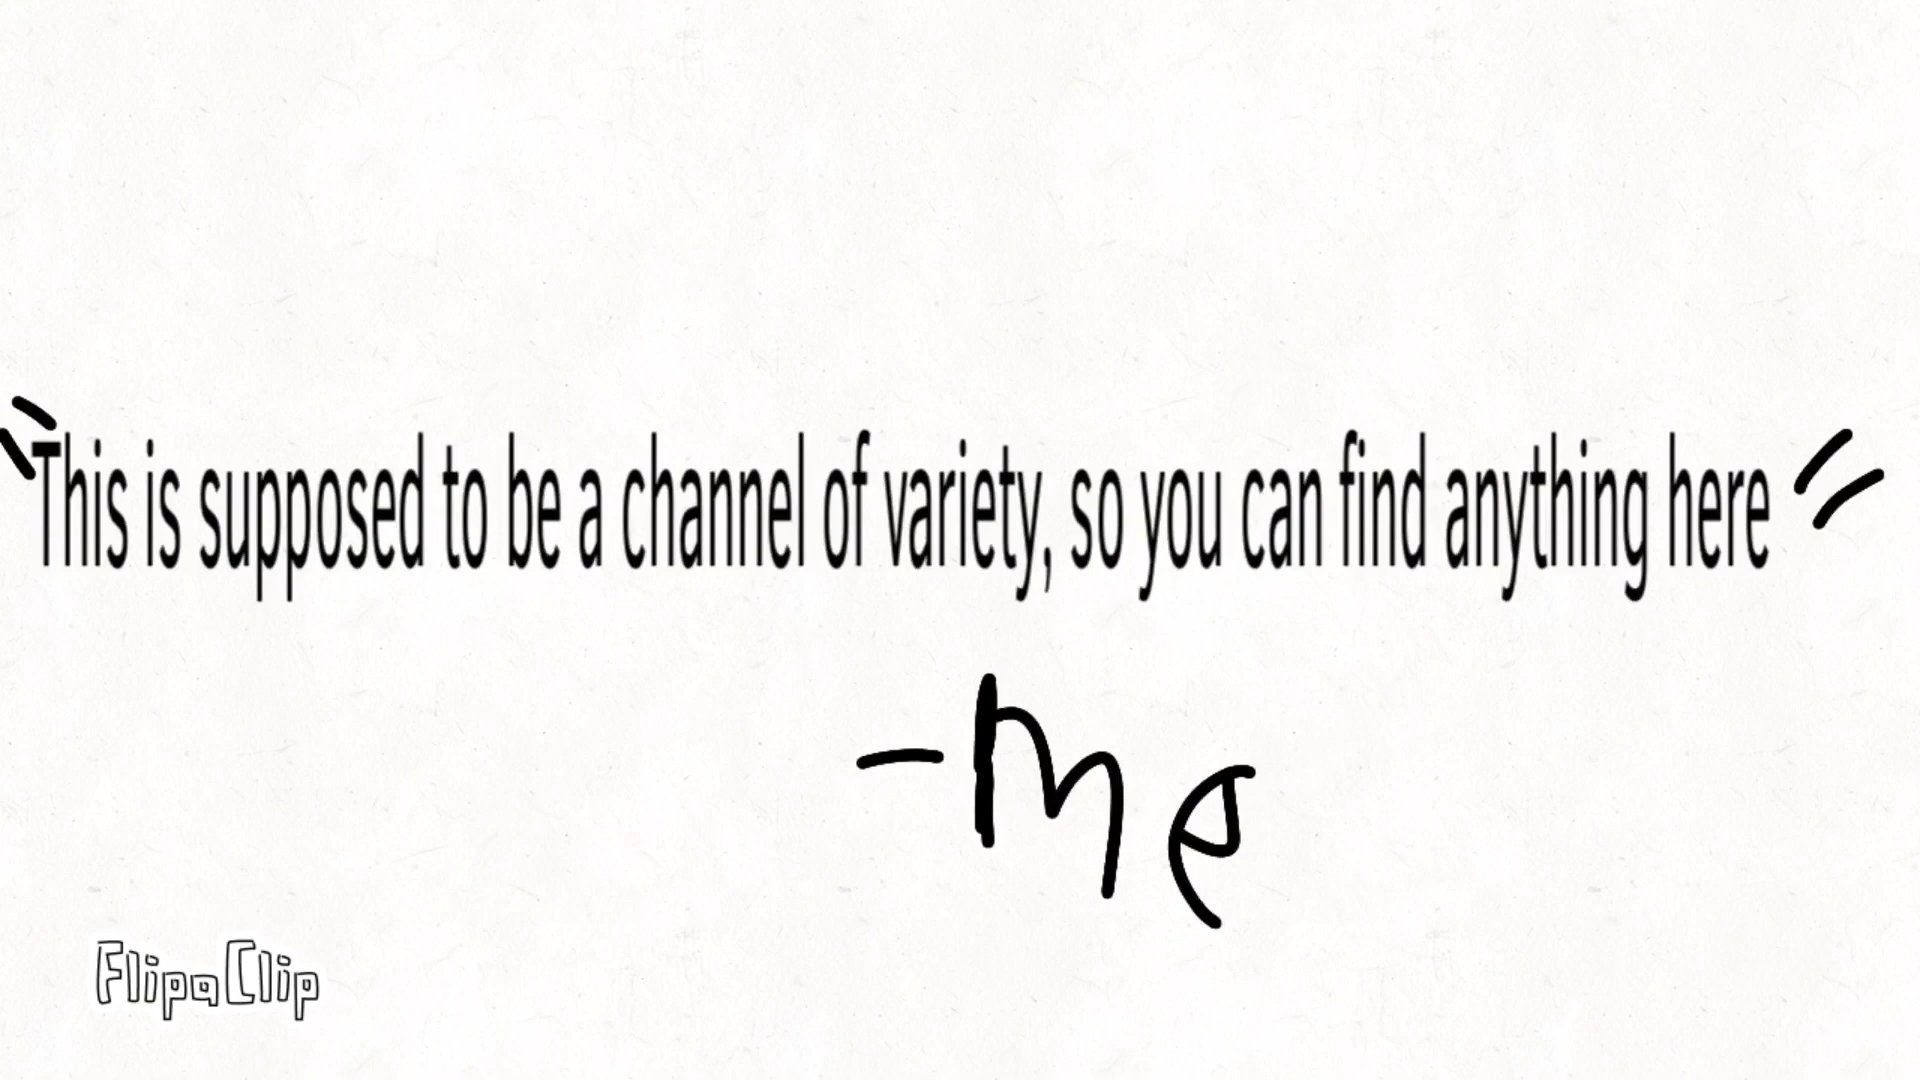 "This is supposed to be a channel of variety, so you can find anything here"
-me
FlipaClip